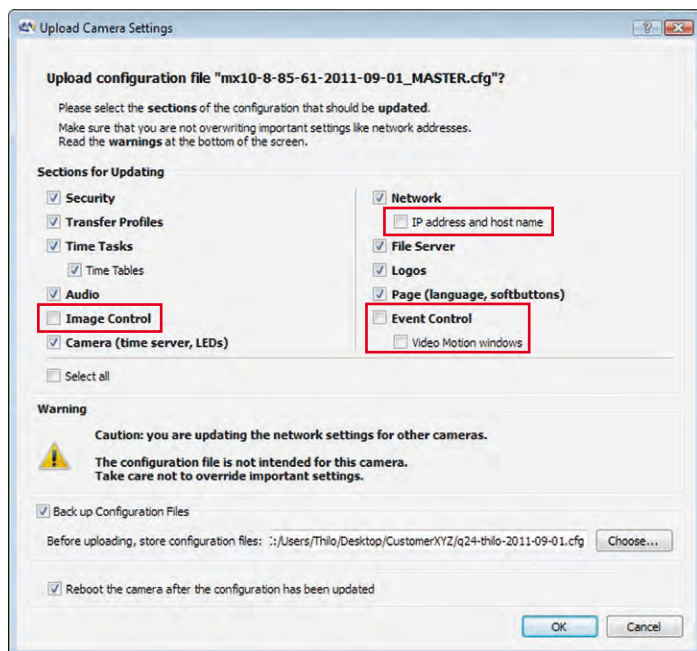 Upload Camera Settings
Upload configuration file "mx10-8-85-61-2011-09-01_MASTER.cfg"?
Please select the sections of the configuration that should be updated.
Make sure that you are not overwriting important settings like network addresses.
Read the warnings at the bottom of the screen.
Sections for Updating
Security
Transfer Profiles
Time Tasks
Time Tables
Audio
Image Control
Camera (time server, LEDs)
Network
IP address and host name
File Server
Logos
Page (language, softbuttons)
Event Control
Video Motion windows
Select all
Warning
Caution: you are updating the network settings for other cameras.
The configuration file is not intended for this camera.
Take care not to override important settings.
Back up Configuration Files
Before uploading, store configuration files: :/Users/Thilo/Desktop/CustomerXYZ/q24-thilo-2011-09-01.cfg Choose...
Reboot the camera after the configuration has been updated
OK Cancel